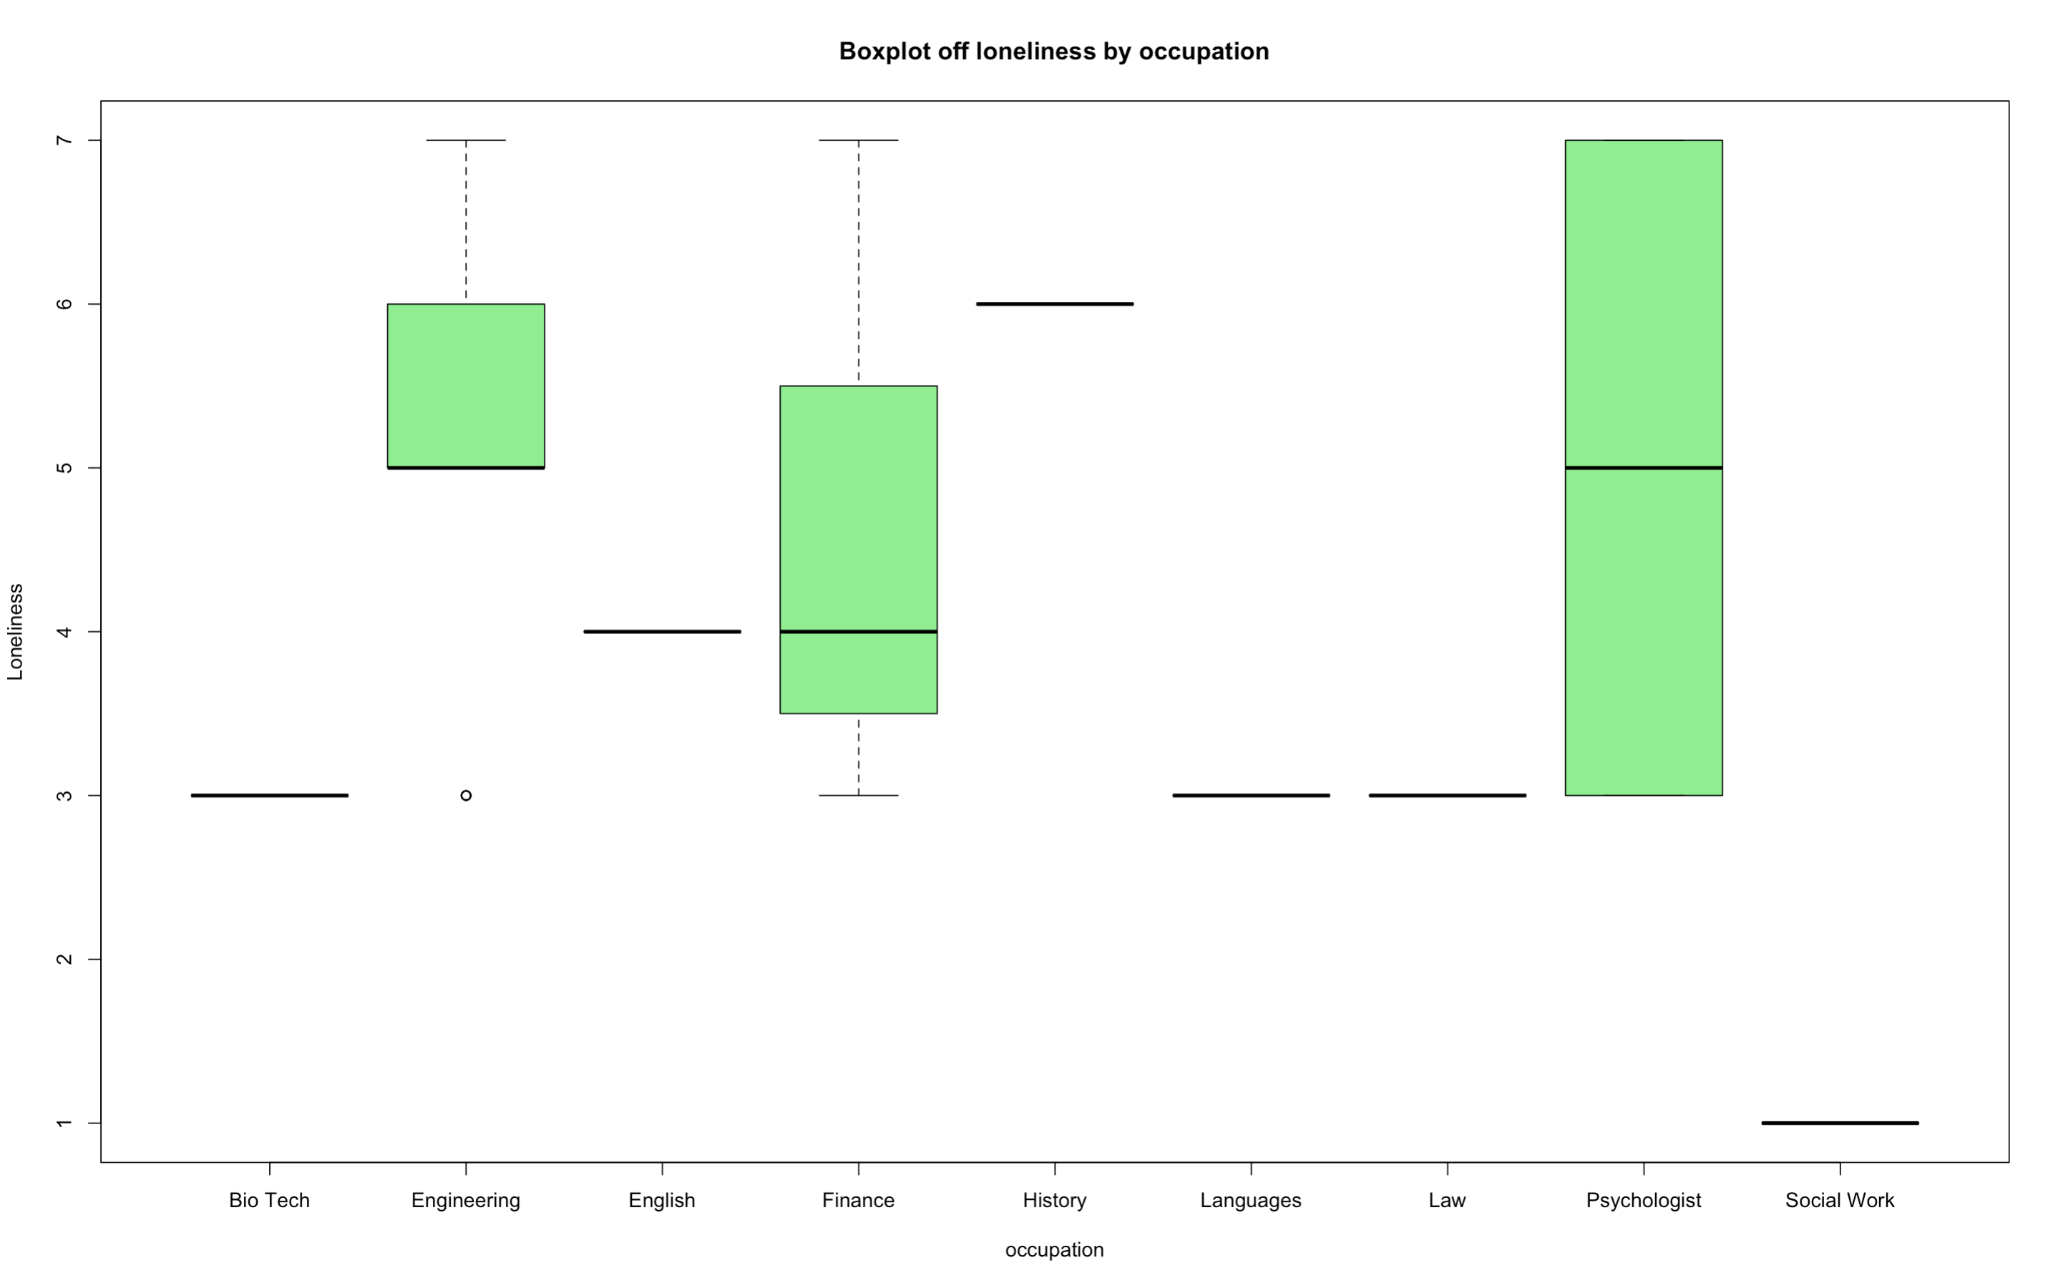 Boxplot off loneliness by occupation
Loneliness
7
6
5
4
3
2
1
Bio Tech Engineering English Finance History Languages Law Psychologist Social Work
occupation